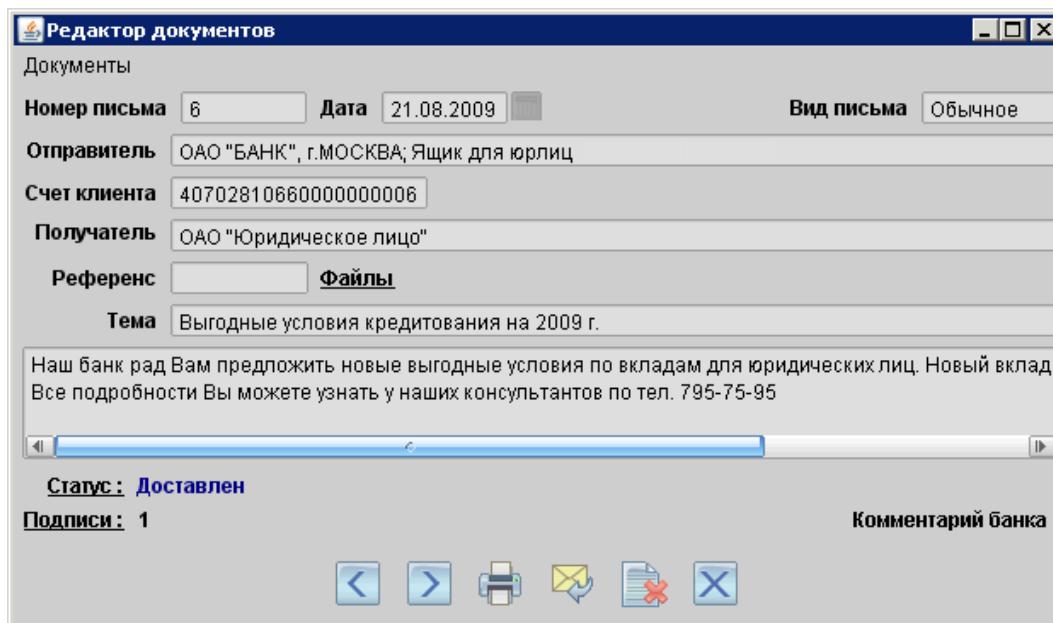 Редактор документов
Документы
Номер письма 6 Дата 21.08.2009 Вид письма Обычное
Отправитель ОАО "БАНК", г.МОСКВА; Ящик для юрлиц
Счет клиента 40702810660000000006
Получатель ОАО "Юридическое лицо"
Референс Файлы
Тема Выгодные условия кредитования на 2009 г.
Наш банк рад Вам предложить новые выгодные условия по вкладам для юридических лиц. Новый вклад
Все подробности Вы можете узнать у наших консультантов по тел. 795-75-95
Статус : Доставлен
Подписи : 1 Комментарий банка